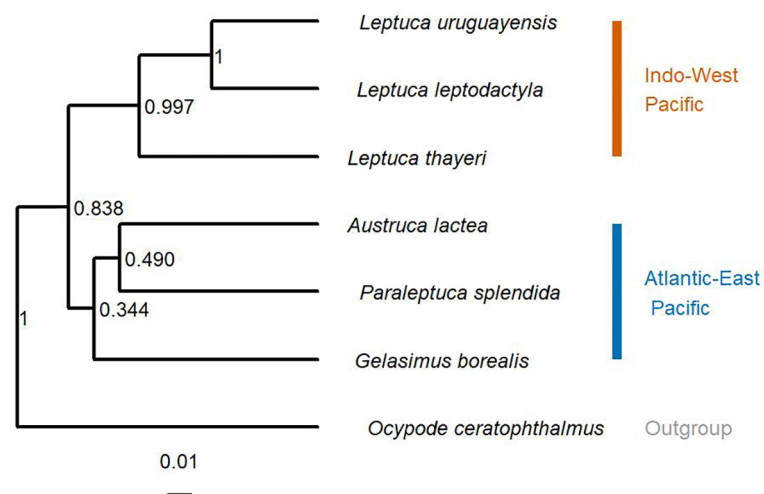 Leptuca uruguayensis
1
Leptuca leptodactyla
Indo-West
Pacific
0.997
Leptuca thayeri
0.838
Austruca lactea
0.490
Paraleptuca splendida
Atlantic-East
Pacific
0.344
1
Gelasimus borealis
Ocypode ceratophthalmus
Outgroup
0.01